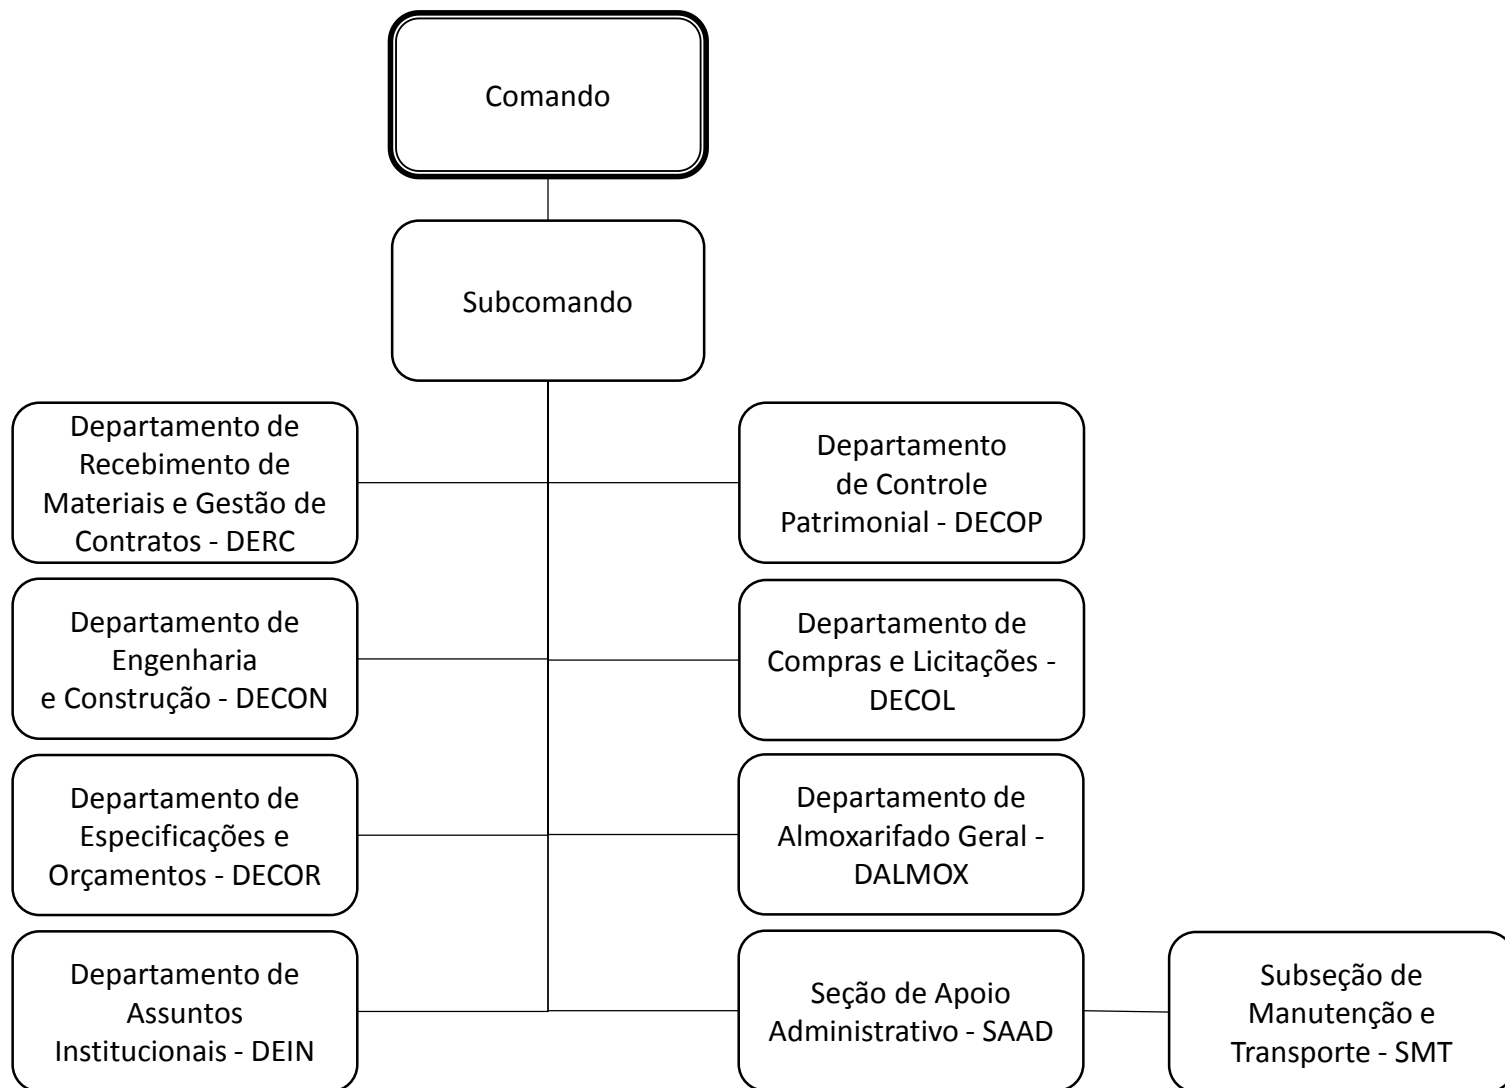 Comando
Subcomando
Departamento de
Recebimento de
Materiais e Gestão de
Contratos - DERC
Departamento
de Controle
Patrimonial - DECOP
Departamento de
Engenharia
e Construção - DECON
Departamento de
Compras e Licitações -
DECOL
Departamento de
Especificações e
Orçamentos - DECOR
Departamento de
Almoxarifado Geral -
DALMOX
Departamento de
Assuntos
Institucionais - DEIN
Seção de Apoio
Administrativo - SAAD
Subseção de
Manutenção e
Transporte - SMT